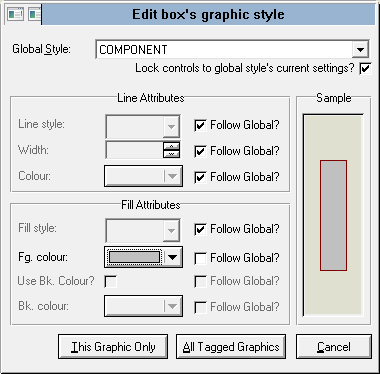 Edit box's graphic style
Global Style: COMPONENT
Lock controls to global style's current settings?
Line Attributes
Sample
Line style: Follow Global?
Width: Follow Global?
Colour: Follow Global?
Fill Attributes
Fill style: Follow Global?
Fg. colour: Follow Global?
Use Bk. Colour? Follow Global?
Bk. colour: Follow Global?
This Graphic Only All Tagged Graphics Cancel